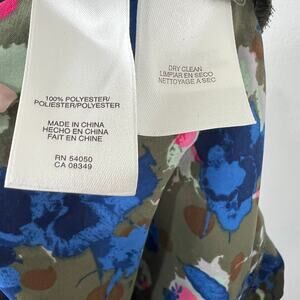 100% POLYESTER/
POLIESTER/POLYESTER
MADE IN CHINA
HECHO EN CHINA
FAIT EN CHINE
RN 54050
CA 08349
DRY CLEAN
LIMPIAR EN SECO
NETTOYAGE A SEC